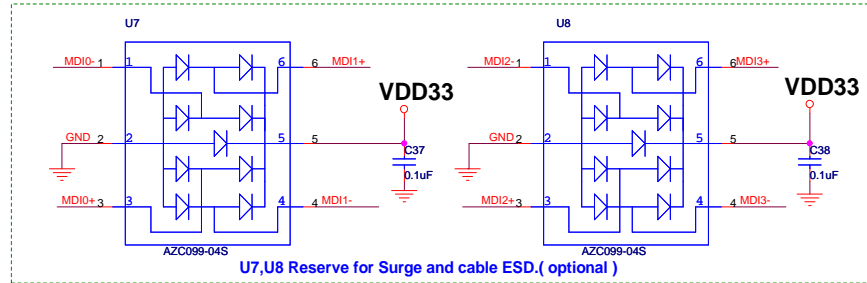 U7
U8
MDI0- 1 1 6 6 MDI1+
MDI2- 1 1 6 6 MDI3+
VDD33
VDD33
GND 2 2 5 5
GND 2 2 5 5
C37
C38
0.1uF
0.1uF
MDI0+ 3 3 4 4 MDI1-
MDI2+ 3 3 4 4 MDI3-
AZC099-04S
AZC099-04S
U7,U8 Reserve for Surge and cable ESD.( optional )